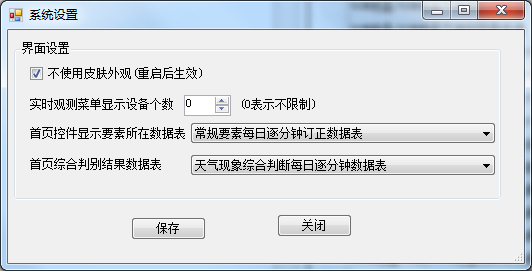 系统设置
界面设置
不使用皮肤外观(重启后生效)
实时观测菜单显示设备个数 0 (0表示不限制)
首页控件显示要素所在数据表 常规要素每日逐分钟订正数据表
首页综合判别结果数据表 天气现象综合判断每日逐分钟数据表
保存 关闭